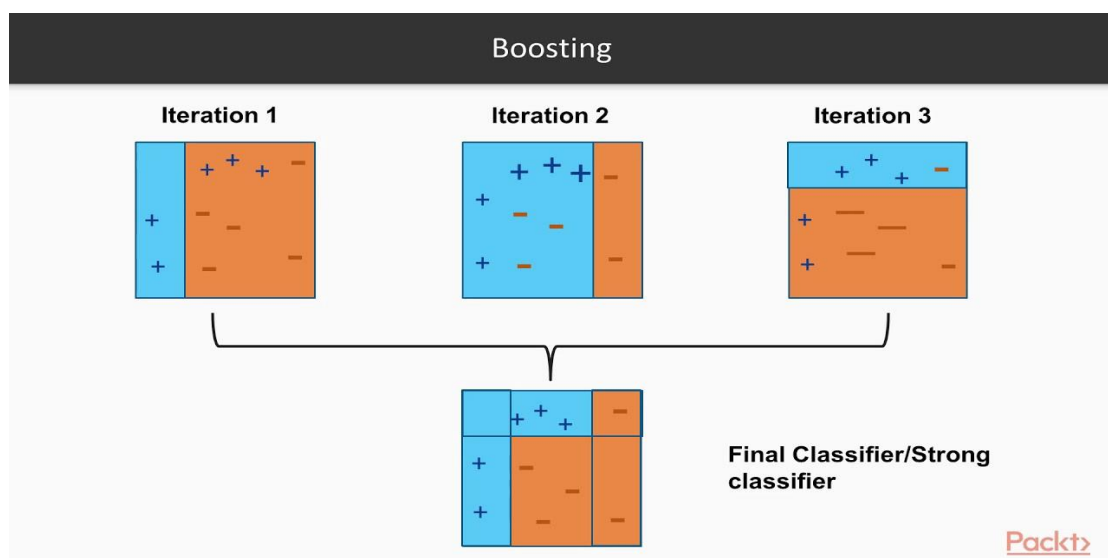 Boosting
Iteration 1
Iteration 2
Iteration 3
Final Classifier/Strong
classifier
Packt>